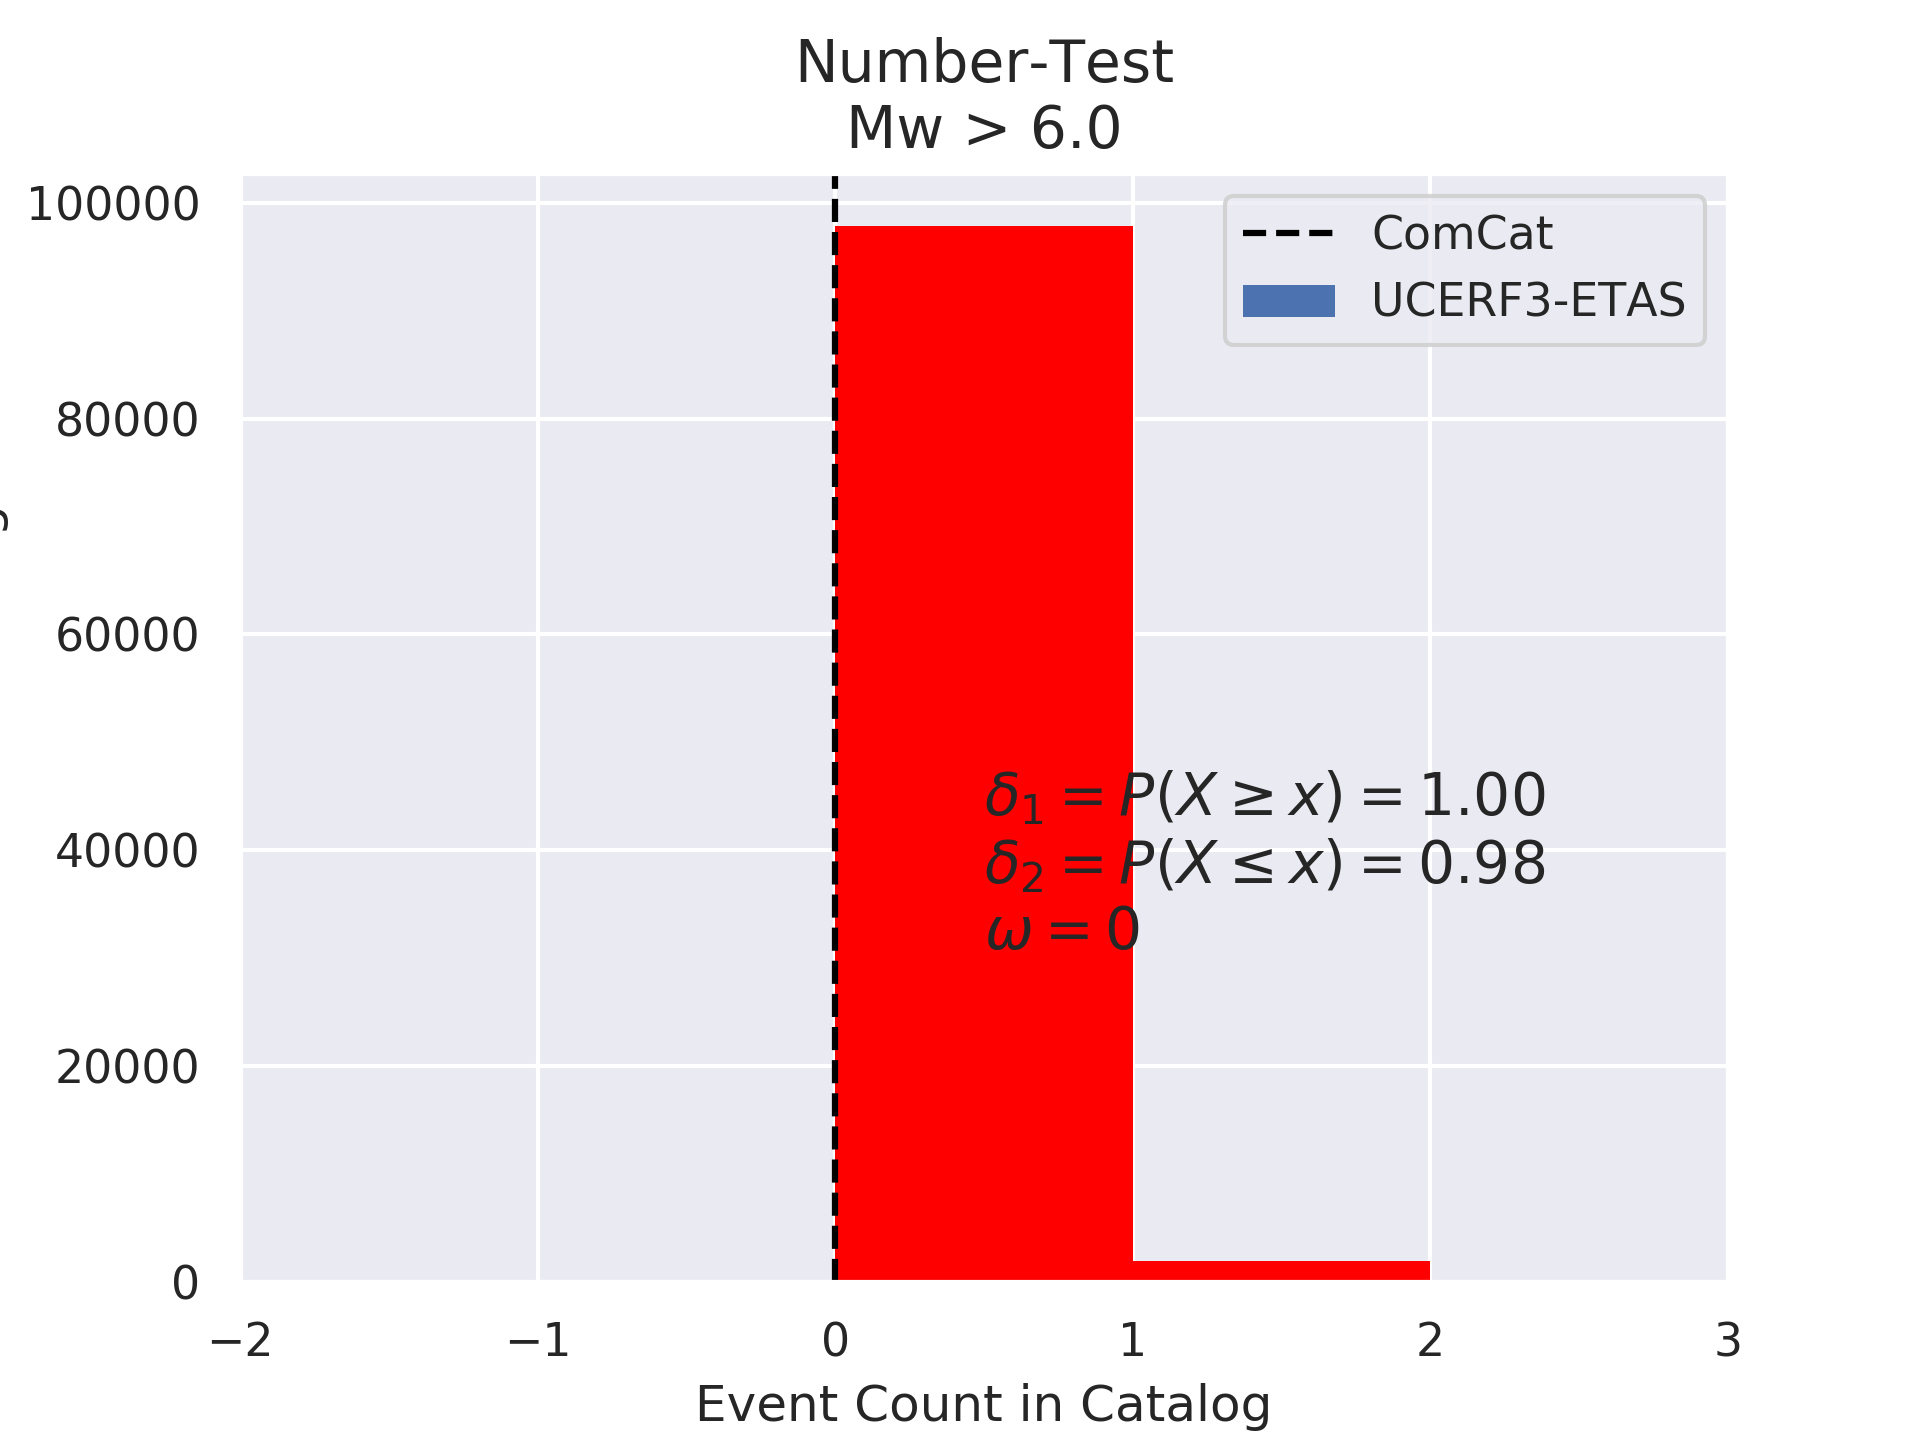 Number-Test
Mw > 6.0
100000
80000
60000
40000
20000
0
ComCat
UCERF3-ETAS
δ₁ = P(X ≥ x) = 1.00
δ₂ = P(X ≤ x) = 0.98
ω = 0
−2 −1 0 1 2 3
Event Count in Catalog